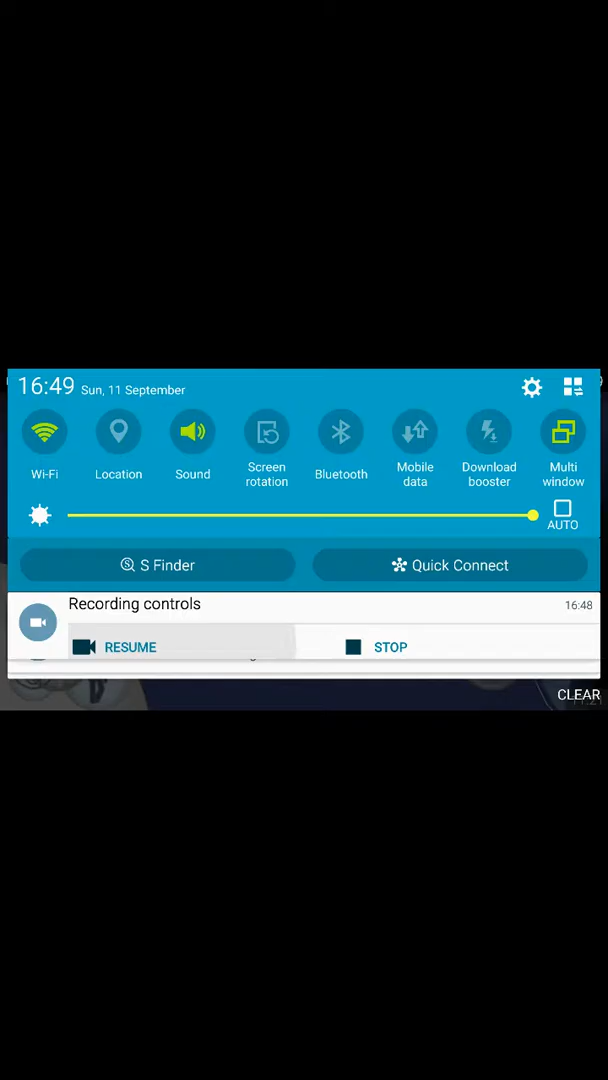 16:49 Sun, 11 September
Wi-Fi
Location
Sound
Screen
rotation
Bluetooth
Mobile
data
Download
booster
Multi
window
AUTO
S Finder
Quick Connect
Recording controls
16:48
RESUME
STOP
CLEAR